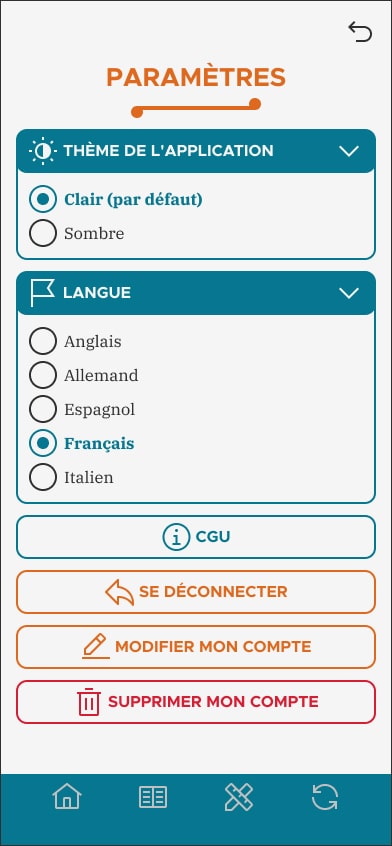 PARAMÈTRES
THÈME DE L'APPLICATION
Clair (par défaut)
Sombre
LANGUE
Anglais
Allemand
Espagnol
Français
Italien
CGU
SE DÉCONNECTER
MODIFIER MON COMPTE
SUPPRIMER MON COMPTE